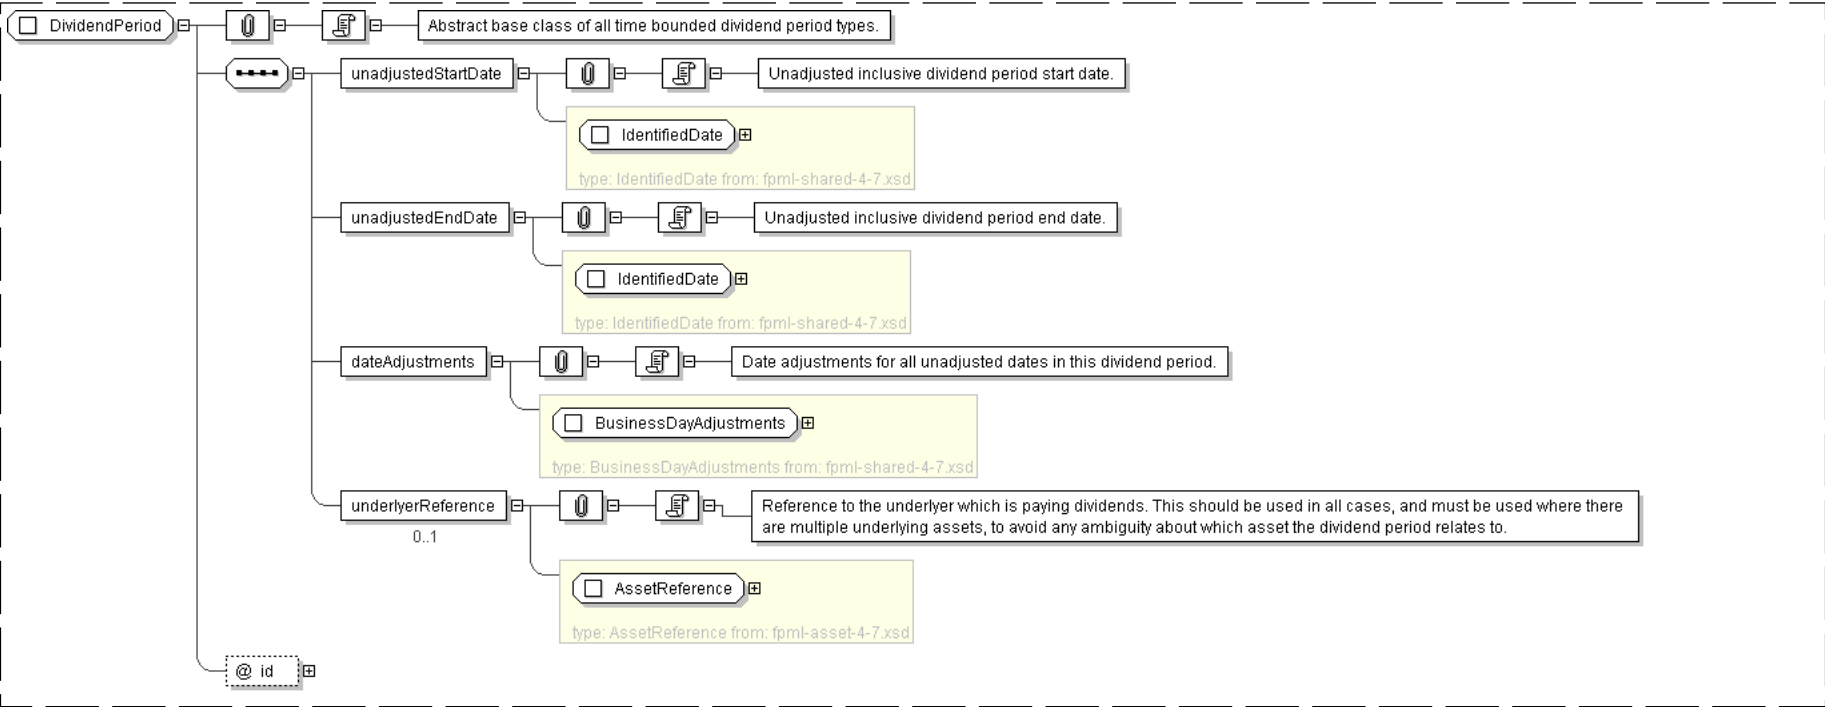 DividendPeriod
Abstract base class of all time bounded dividend period types.
unadjustedStartDate
Unadjusted inclusive dividend period start date.
IdentifiedDate
type: IdentifiedDate from: fpml-shared-4-7.xsd
unadjustedEndDate
Unadjusted inclusive dividend period end date.
IdentifiedDate
type: IdentifiedDate from: fpml-shared-4-7.xsd
dateAdjustments
Date adjustments for all unadjusted dates in this dividend period.
BusinessDayAdjustments
type: BusinessDayAdjustments from: fpml-shared-4-7.xsd
underlyerReference
0..1
Reference to the underlyer which is paying dividends. This should be used in all cases, and must be used where there
are multiple underlying assets, to avoid any ambiguity about which asset the dividend period relates to.
AssetReference
type: AssetReference from: fpml-asset-4-7.xsd
@ id